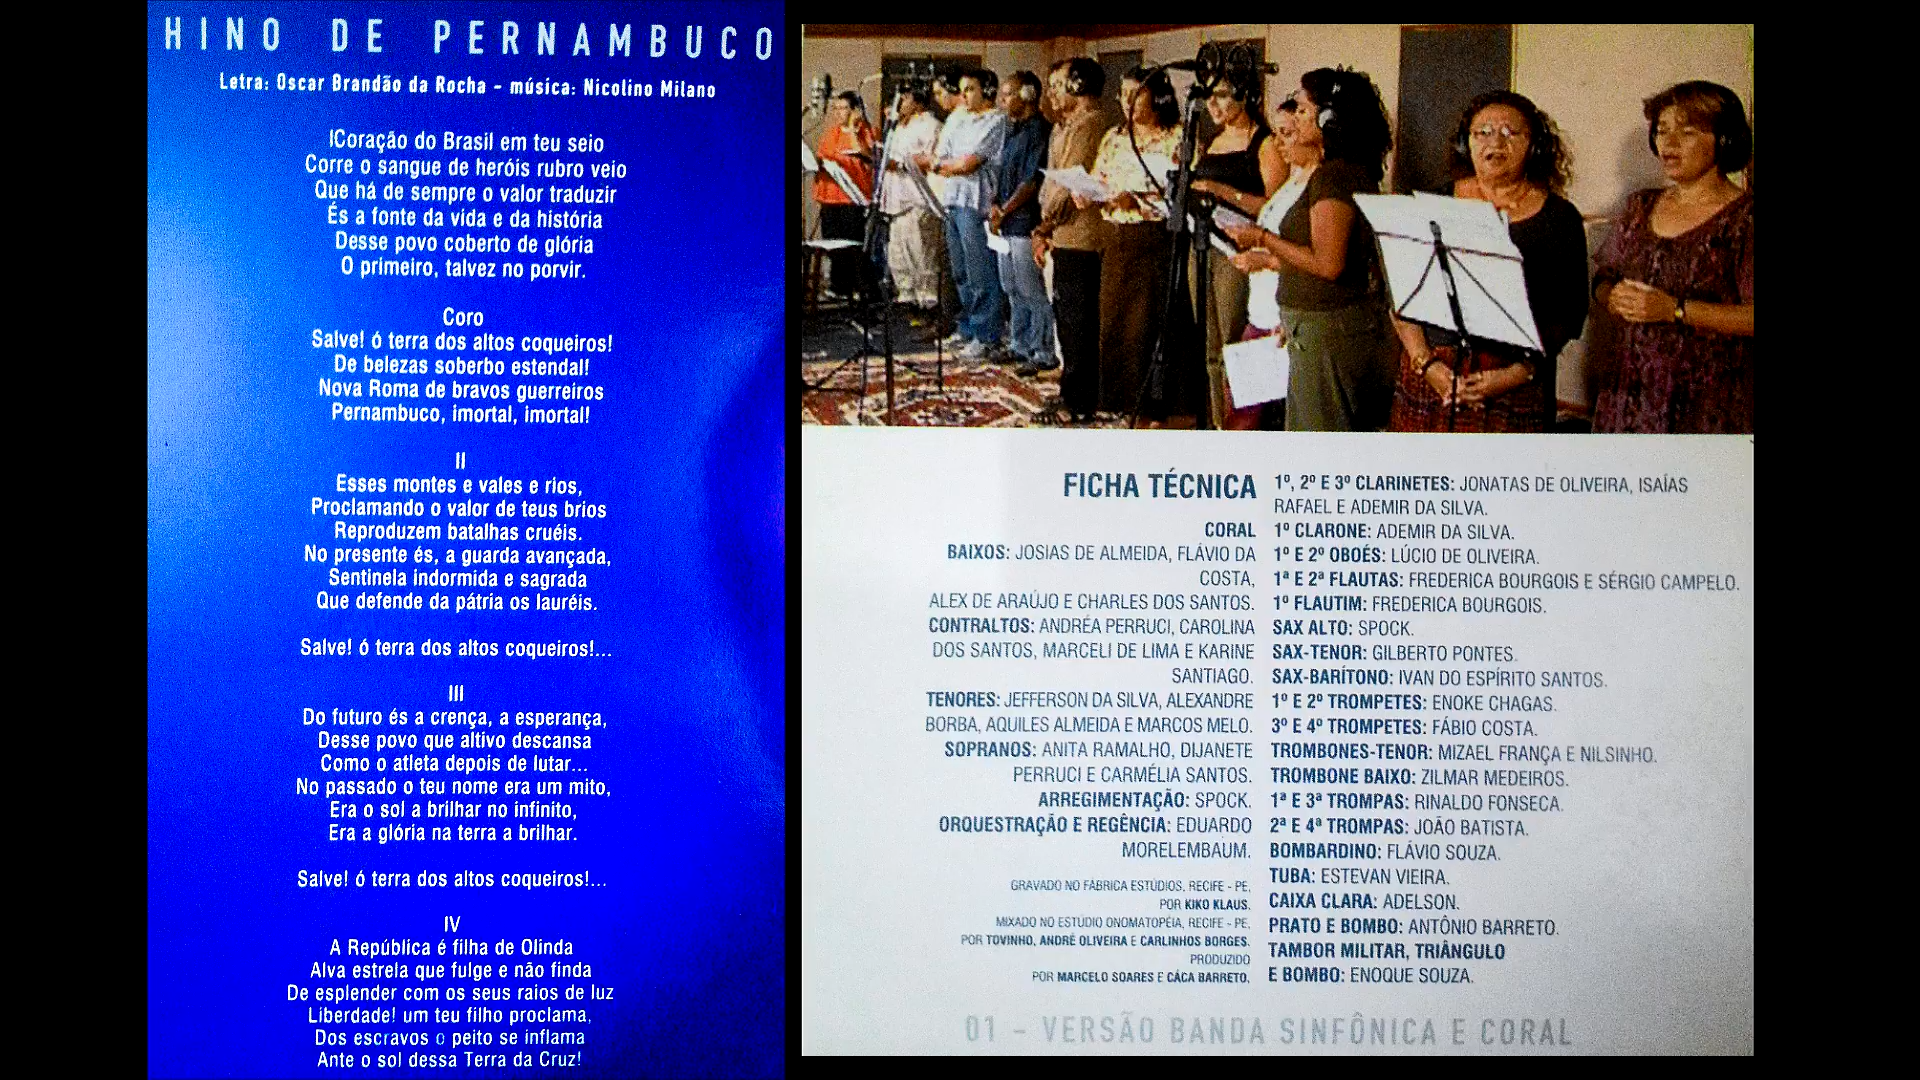 HINO DE PERNAMBUCO
Letra: Oscar Brandão da Rocha - música: Nicolino Milano
ICoração do Brasil em teu seio
Corre o sangue de heróis rubro veio
Que há de sempre o valor traduzir
És a fonte da vida e da história
Desse povo coberto de glória
O primeiro, talvez no porvir.
Coro
Salve! ó terra dos altos coqueiros!
De belezas soberbo estendal!
Nova Roma de bravos guerreiros
Pernambuco, imortal, imortal!
II
Esses montes e vales e rios,
Proclamando o valor de teus brios
Reproduzem batalhas cruéis.
No presente és, a guarda avançada,
Sentinela indormida e sagrada
Que defende da pátria os lauréis.
Salve! ó terra dos altos coqueiros!...
III
Do futuro és a crença, a esperança,
Desse povo que altivo descansa
Como o atleta depois de lutar...
No passado o teu nome era um mito,
Era o sol a brilhar no infinito,
Era a glória na terra a brilhar.
Salve! ó terra dos altos coqueiros!...
IV
A República é filha de Olinda
Alva estrela que fulge e não finda
De esplender com os seus raios de luz
Liberdade! um teu filho proclama,
Dos escravos o peito se inflama
Ante o sol dessa Terra da Cruz!
FICHA TÉCNICA
CORAL
BAIXOS: JOSIAS DE ALMEIDA, FLÁVIO DA
COSTA,
ALEX DE ARAÚJO E CHARLES DOS SANTOS.
CONTRALTOS: ANDRÉA PERRUCI, CAROLINA
DOS SANTOS, MARCELI DE LIMA E KARINE
SANTIAGO.
TENORES: JEFFERSON DA SILVA, ALEXANDRE
BORBA, AQUILES ALMEIDA E MARCOS MELO.
SOPRANOS: ANITA RAMALHO, DIJANETE
PERRUCI E CARMÉLIA SANTOS.
ARREGIMENTAÇÃO: SPOCK.
ORQUESTRAÇÃO E REGÊNCIA: EDUARDO
MORELEMBAUM.
GRAVADO NO FÁBRICA ESTÚDIOS, RECIFE - PE,
POR KIKO KLAUS.
MIXADO NO ESTÚDIO ONOMATOPÉIA, RECIFE - PE,
POR TOVINHO, ANDRÉ OLIVEIRA E CARLINHOS BORGES.
PRODUZIDO
POR MARCELO SOARES E CÁCA BARRETO.
1º, 2º E 3º CLARINETES: JONATAS DE OLIVEIRA, ISAÍAS
RAFAEL E ADEMIR DA SILVA.
1º CLARONE: ADEMIR DA SILVA.
1º E 2º OBOÉS: LÚCIO DE OLIVEIRA.
1ª E 2ª FLAUTAS: FREDERICA BOURGOIS E SÉRGIO CAMPELO.
1º FLAUTIM: FREDERICA BOURGOIS.
SAX ALTO: SPOCK.
SAX-TENOR: GILBERTO PONTES.
SAX-BARÍTONO: IVAN DO ESPÍRITO SANTOS.
1º E 2º TROMPETES: ENOKE CHAGAS.
3º E 4º TROMPETES: FÁBIO COSTA.
TROMBONES-TENOR: MIZAEL FRANÇA E NILSINHO.
TROMBONE BAIXO: ZILMAR MEDEIROS.
1ª E 3ª TROMPAS: RINALDO FONSECA.
2ª E 4ª TROMPAS: JOÃO BATISTA.
BOMBARDINO: FLÁVIO SOUZA.
TUBA: ESTEVAN VIEIRA.
CAIXA CLARA: ADELSON.
PRATO E BOMBO: ANTÔNIO BARRETO.
TAMBOR MILITAR, TRIÂNGULO
E BOMBO: ENOQUE SOUZA.
01 - VERSÃO BANDA SINFÔNICA E CORAL